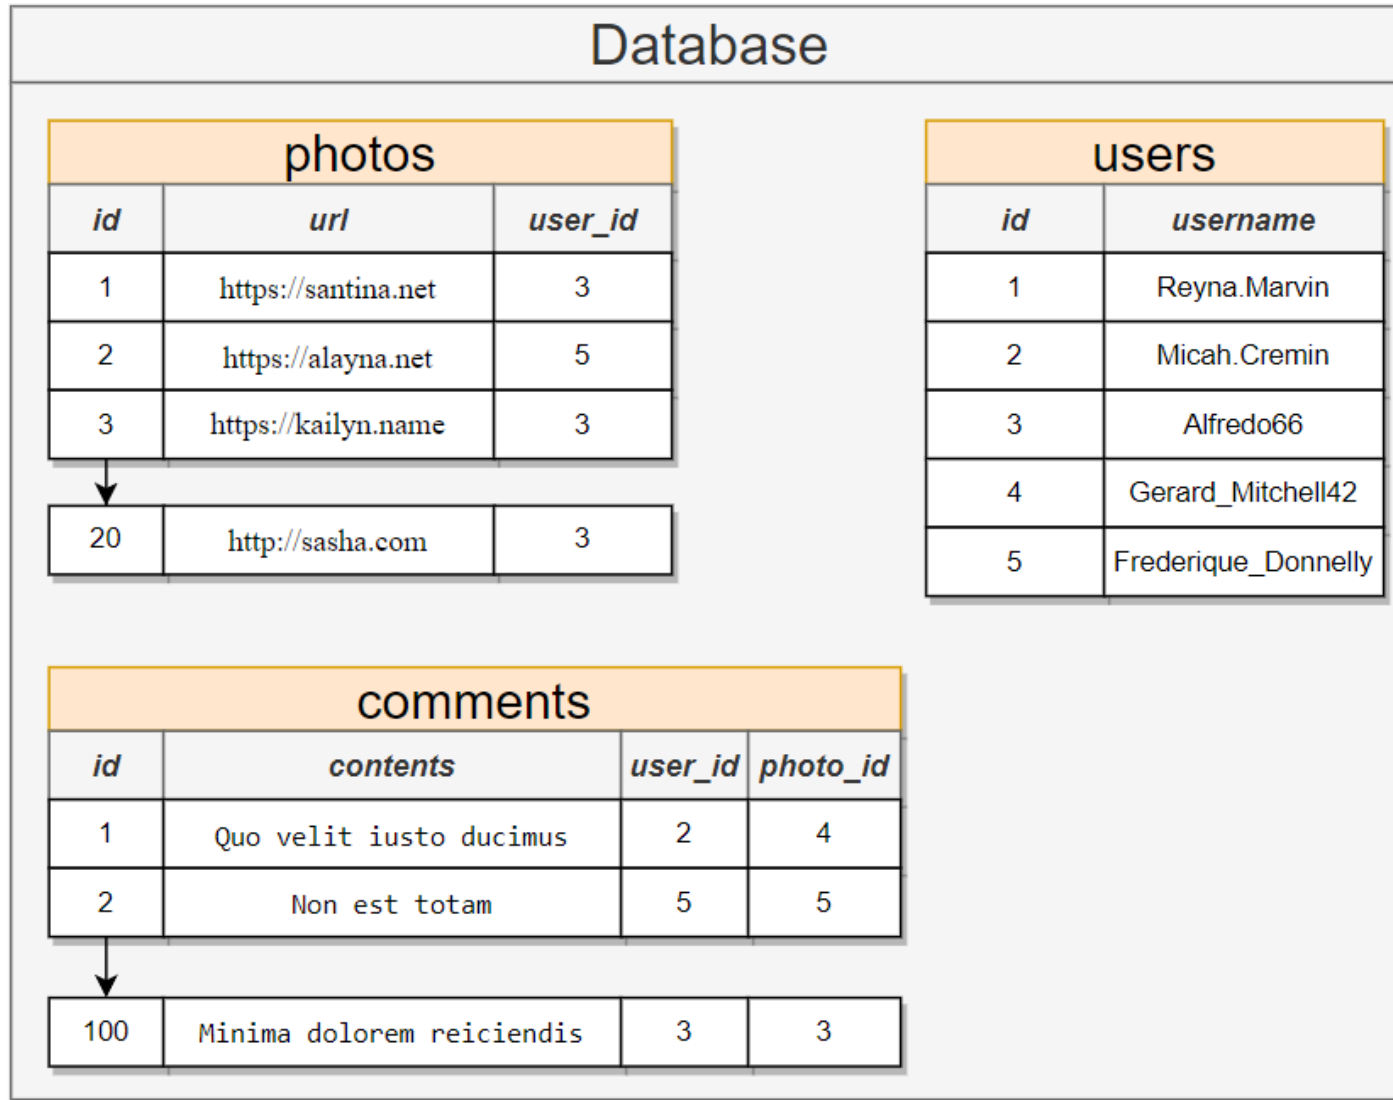 Database
photos
id url user_id
1 https://santina.net 3
2 https://alayna.net 5
3 https://kailyn.name 3
20 http://sasha.com 3
users
id username
1 Reyna.Marvin
2 Micah.Cremin
3 Alfredo66
4 Gerard_Mitchell42
5 Frederique_Donnelly
comments
id contents user_id photo_id
1 Quo velit iusto ducimus 2 4
2 Non est totam 5 5
100 Minima dolorem reiciendis 3 3